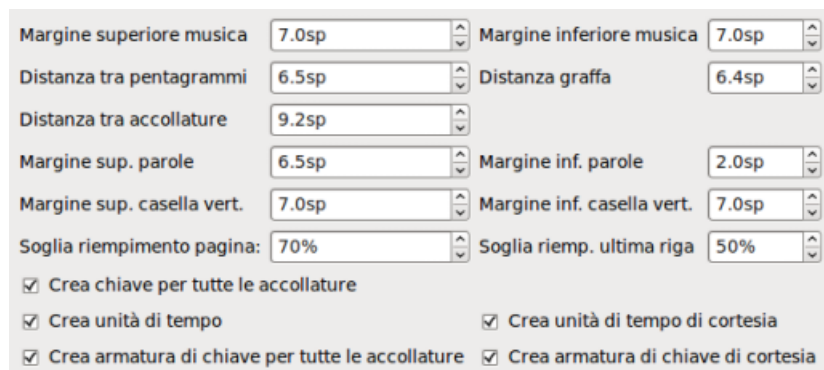 Margine superiore musica 7.0sp Margine inferiore musica 7.0sp
Distanza tra pentagrammi 6.5sp Distanza graffa 6.4sp
Distanza tra accollature 9.2sp
Margine sup. parole 6.5sp Margine inf. parole 2.0sp
Margine sup. casella vert. 7.0sp Margine inf. casella vert. 7.0sp
Soglia riempimento pagina: 70% Soglia riemp. ultima riga 50%
Crea chiave per tutte le accollature
Crea unità di tempo Crea unità di tempo di cortesia
Crea armatura di chiave per tutte le accollature Crea armatura di chiave di cortesia